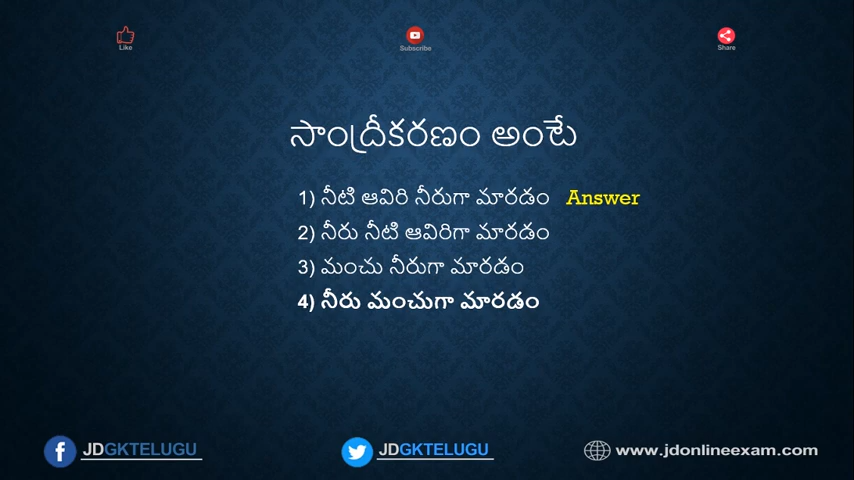 Like
Subscribe
Share
సాంద్రీకరణం అంటే
1) నీటి ఆవిరి నీరుగా మారడం Answer
2) నీరు నీటి ఆవిరిగా మారడం
3) మంచు నీరుగా మారడం
4) నీరు మంచుగా మారడం
JDGKTELUGU
JDGKTELUGU
www.jdonlineexam.com